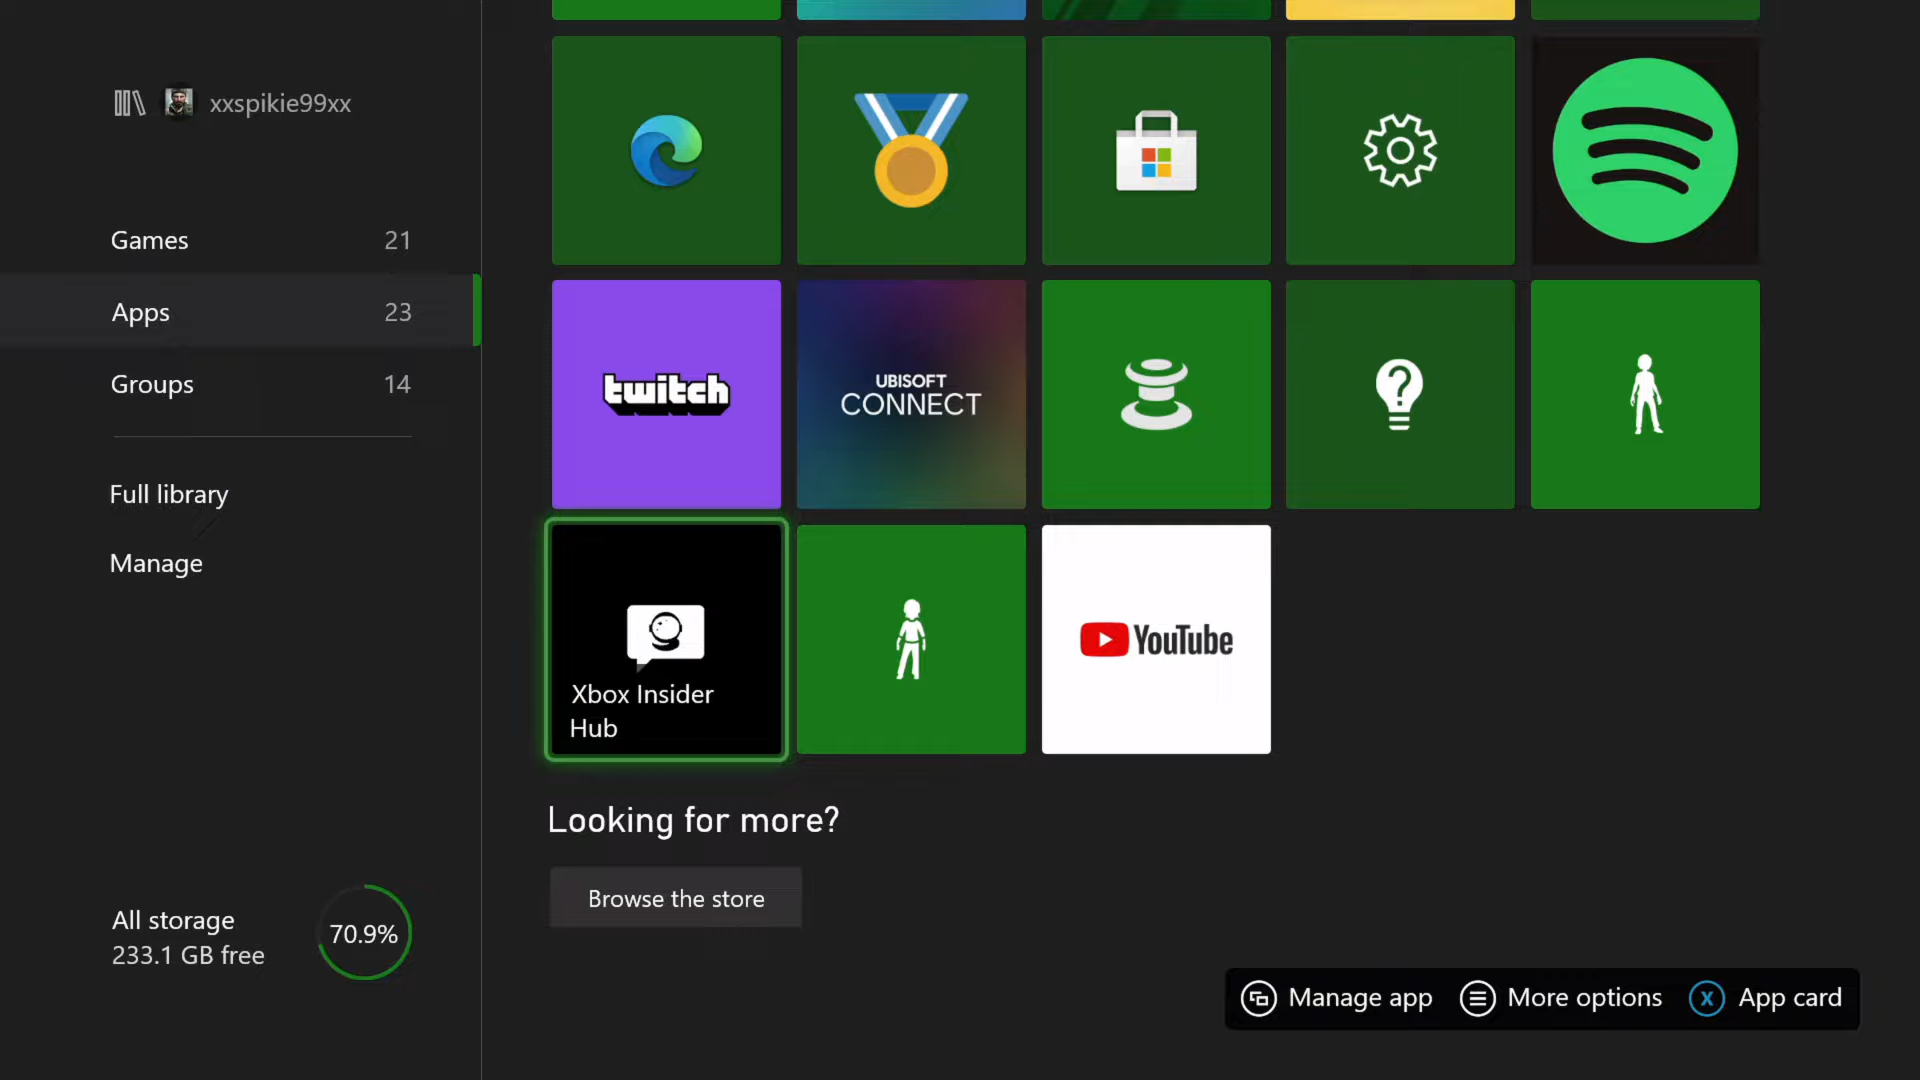 xxspikie99xx
Games 21
Apps 23
Groups 14
Full library
Manage
All storage
233.1 GB free
70.9%
twitch
UBISOFT
CONNECT
Xbox Insider
Hub
YouTube
Looking for more?
Browse the store
Manage app
More options
X App card